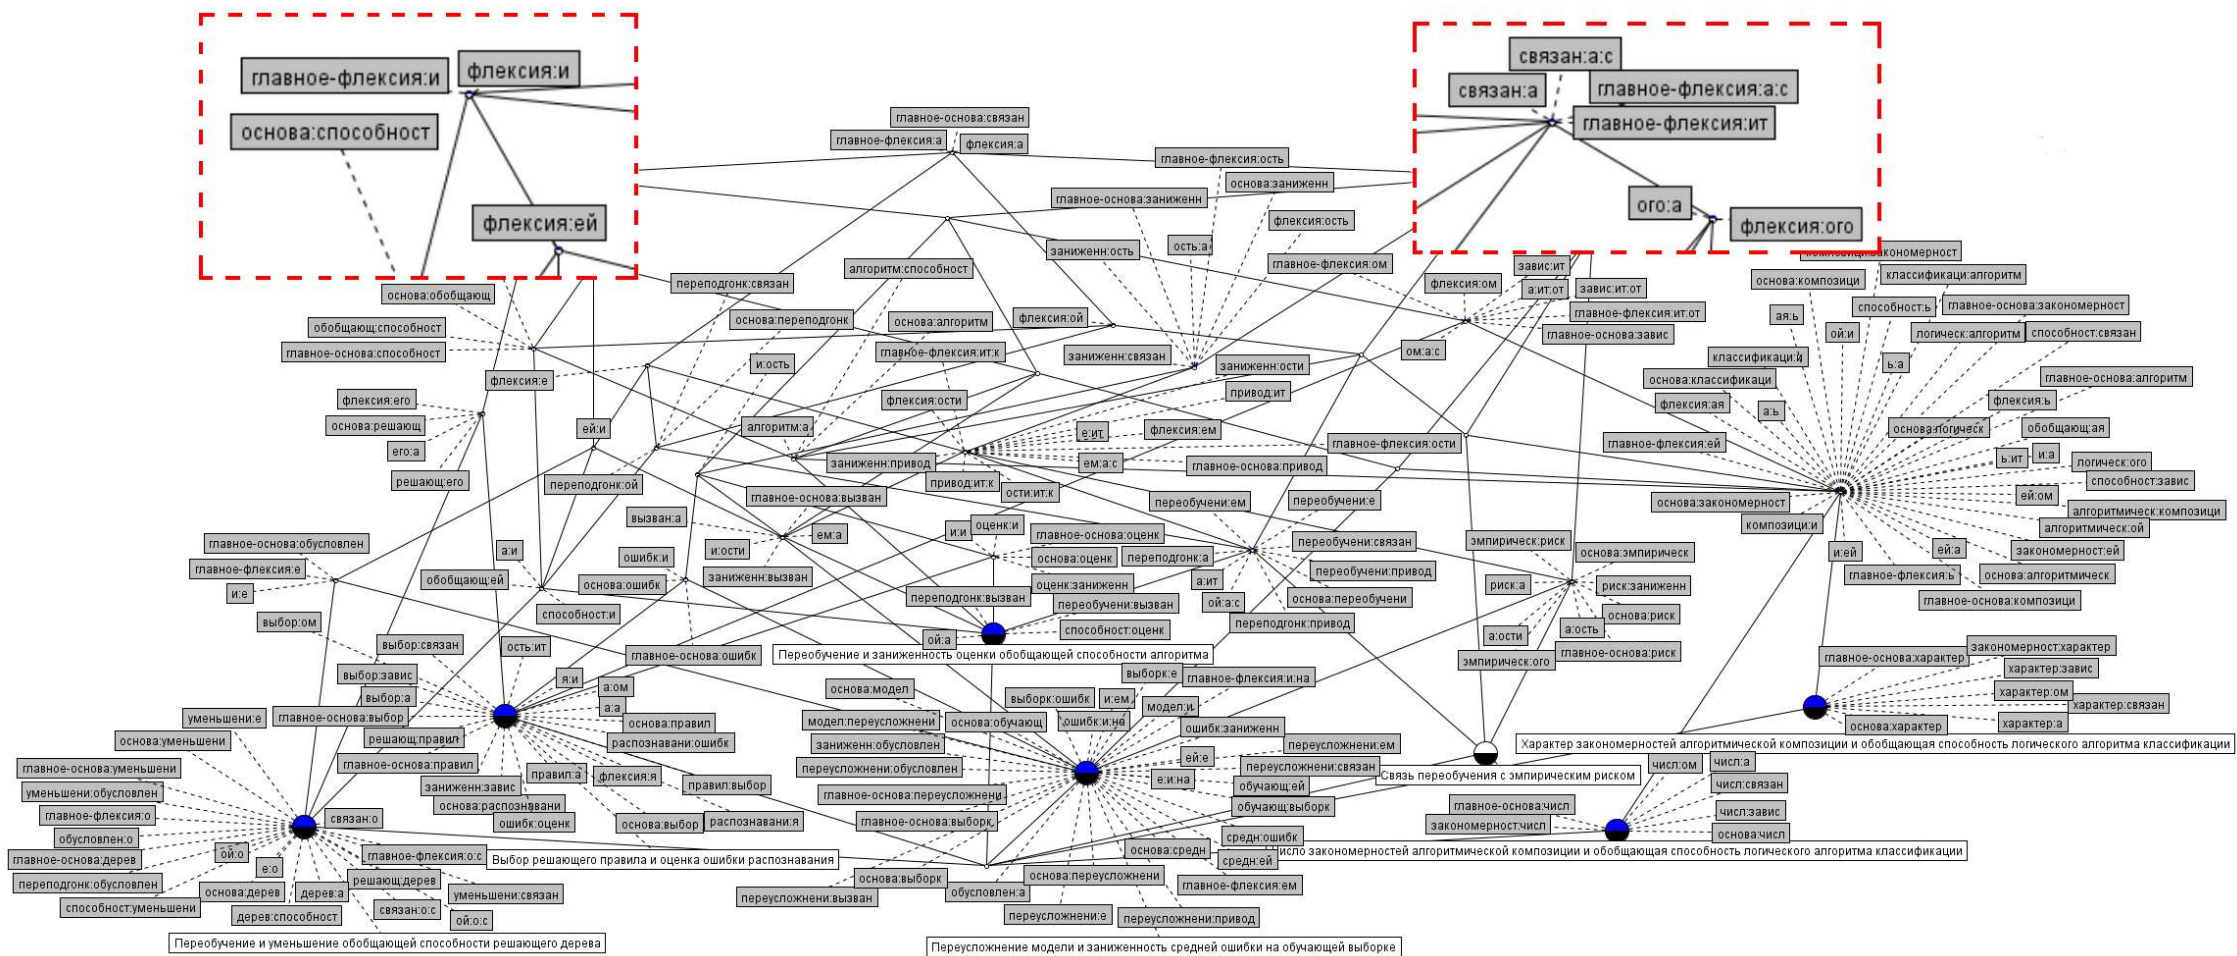 главное-флексия:и
флексия:и
основа:способност
флексия:ей
связан:а:с
связан:а
главное-флексия:а:с
главное-флексия:ит
ого:а
флексия:ого
главное-основа:связан
главное-флексия:а
флексия:а
главное-флексия:ость
основа:заниженн
главное-основа:заниженн
флексия:ость
ость:а
заниженн:ость
главное-флексия:ом
завис:ит
флексия:ом
а:ит:от
завис:ит:от
главное-флексия:ит:от
главное-основа:завис
ом:а:с
основа:композици
классификаци:алгоритм
способность:ь
главное-основа:закономерност
ая:ь
ой:и
логическ:алгоритм
способност:связан
классификаци:и
ь:а
основа:классификаци
главное-основа:алгоритм
флексия:ая
а:ь
флексия:ь
основа:логическ
обобщающ:ая
главное-флексия:ей
ь:ит
и:а
логическ:ого
способност:завис
основа:закономерност
ей:ом
алгоритмическ:композици
композици:и
алгоритмическ:ой
и:ей
ей:а
закономерност:ей
главное-флексия:ь
основа:алгоритмическ
главное-основа:композици
алгоритм:способност
переподгонк:связан
основа:обобщающ
обобщающ:способност
главное-основа:способност
основа:переподгонк
основа:алгоритм
флексия:ой
главное-флексия:ит:к
заниженн:связан
заниженн:ости
и:ость
флексия:е
флексия:его
основа:решающ
его:а
решающ:его
ей:и
алгоритм:а
флексия:ости
привод:ит
е:ит
флексия:ем
главное-флексия:ости
заниженн:привод
ем:а:с
главное-основа:привод
привод:ит:к
ости:ит:к
переподгонк:ой
главное-основа:вызван
вызван:а
ем:а
и:ости
заниженн:вызван
и:и
оценк:и
главное-основа:оценк
основа:оценк
оценк:заниженн
переобучени:ем
переобучени:е
переобучени:связан
переподгонк:а
переобучени:привод
а:ит
ой:а:с
основа:переобучени
переподгонк:привод
эмпирическ:риск
основа:эмпирическ
риск:а
риск:заниженн
основа:риск
а:ости
а:ость
главное-основа:риск
эмпирическ:ого
главное-основа:обусловлен
главное-флексия:е
и:е
а:и
обобщающ:ей
способност:и
ошибк:и
основа:ошибк
главное-основа:ошибк
переподгонк:вызван
переобучени:вызван
способност:оценк
ой:а
Переобучение и заниженность оценки обобщающей способности алгоритма
выбор:ом
выбор:связан
ость:ит
выбор:завис
я:и
выбор:а
а:ом
а:а
главное-основа:выбор
основа:правил
решающ:правил
распознавани:ошибк
главное-основа:правил
правил:а
флексия:я
заниженн:завис
правил:выбор
основа:распознавани
ошибк:оценк
основа:выбор
распознавани:я
Выбор решающего правила и оценка ошибки распознавания
уменьшени:е
основа:уменьшени
главное-основа:уменьшени
уменьшени:обусловлен
главное-флексия:о
обусловлен:о
главное-основа:дерев
переподгонк:обусловлен
способност:уменьшени
связан:о
ой:о
е:о
основа:дерев
дерев:а
дерев:способност
главное-флексия:о:с
решающ:дерев
уменьшени:связан
связан:о:с
ой:о:с
Переобучение и уменьшение обобщающей способности решающего дерева
основа:модел
выборк:е
главное-флексия:и:на
выборк:ошибк
и:ем
модел:и
модел:переусложнени
основа:обучающ
ошибк:и:на
ошибк:заниженн
заниженн:обусловлен
ей:е
переусложнени:ем
переусложнени:обусловлен
переусложнени:связан
е:и:на
обучающ:ей
главное-основа:переусложнени
обучающ:выборк
главное-основа:выборк
средн:ошибк
основа:средн
средн:ей
основа:выборк
основа:переусложнени
главное-флексия:ем
обусловлен:а
переусложнени:вызван
переусложнени:е
переусложнени:привод
Переусложнение модели и заниженность средней ошибки на обучающей выборке
Связь переобучения с эмпирическим риском
главное-основа:характер
закономерност:характер
характер:завис
характер:ом
характер:связан
основа:характер
характер:а
Характер закономерностей алгоритмической композиции и обобщающая способность логического алгоритма классификации
числ:ом
числ:а
числ:связан
главное-основа:числ
числ:завис
закономерност:числ
основа:числ
закономерностей алгоритмической композиции и обобщающая способность логического алгоритма классификации